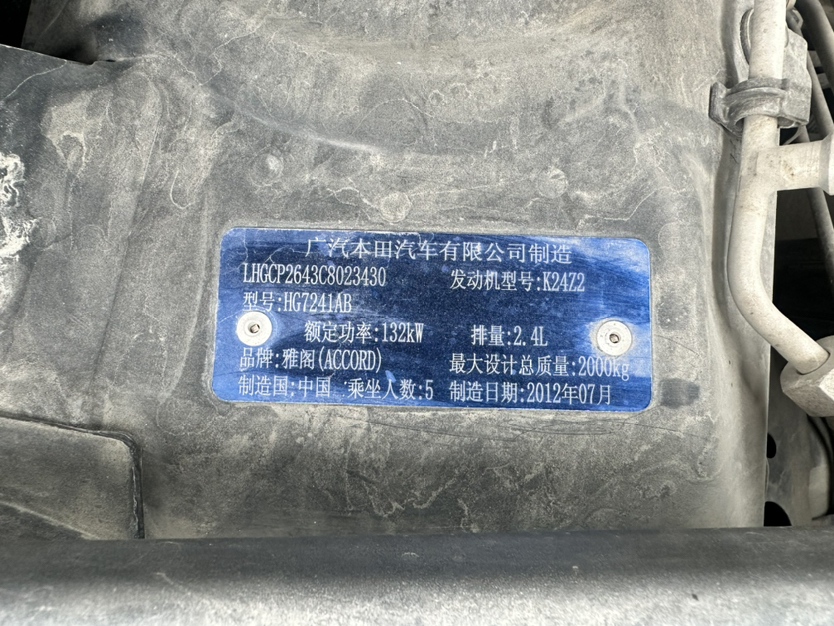 广汽本田汽车有限公司制造
LHGCP2643C8023430 发动机型号:K24Z2
型号:HG7241AB
额定功率:132kW 排量:2.4L
品牌:雅阁(ACCORD) 最大设计总质量:2000kg
制造国:中国 乘坐人数:5 制造日期:2012年07月